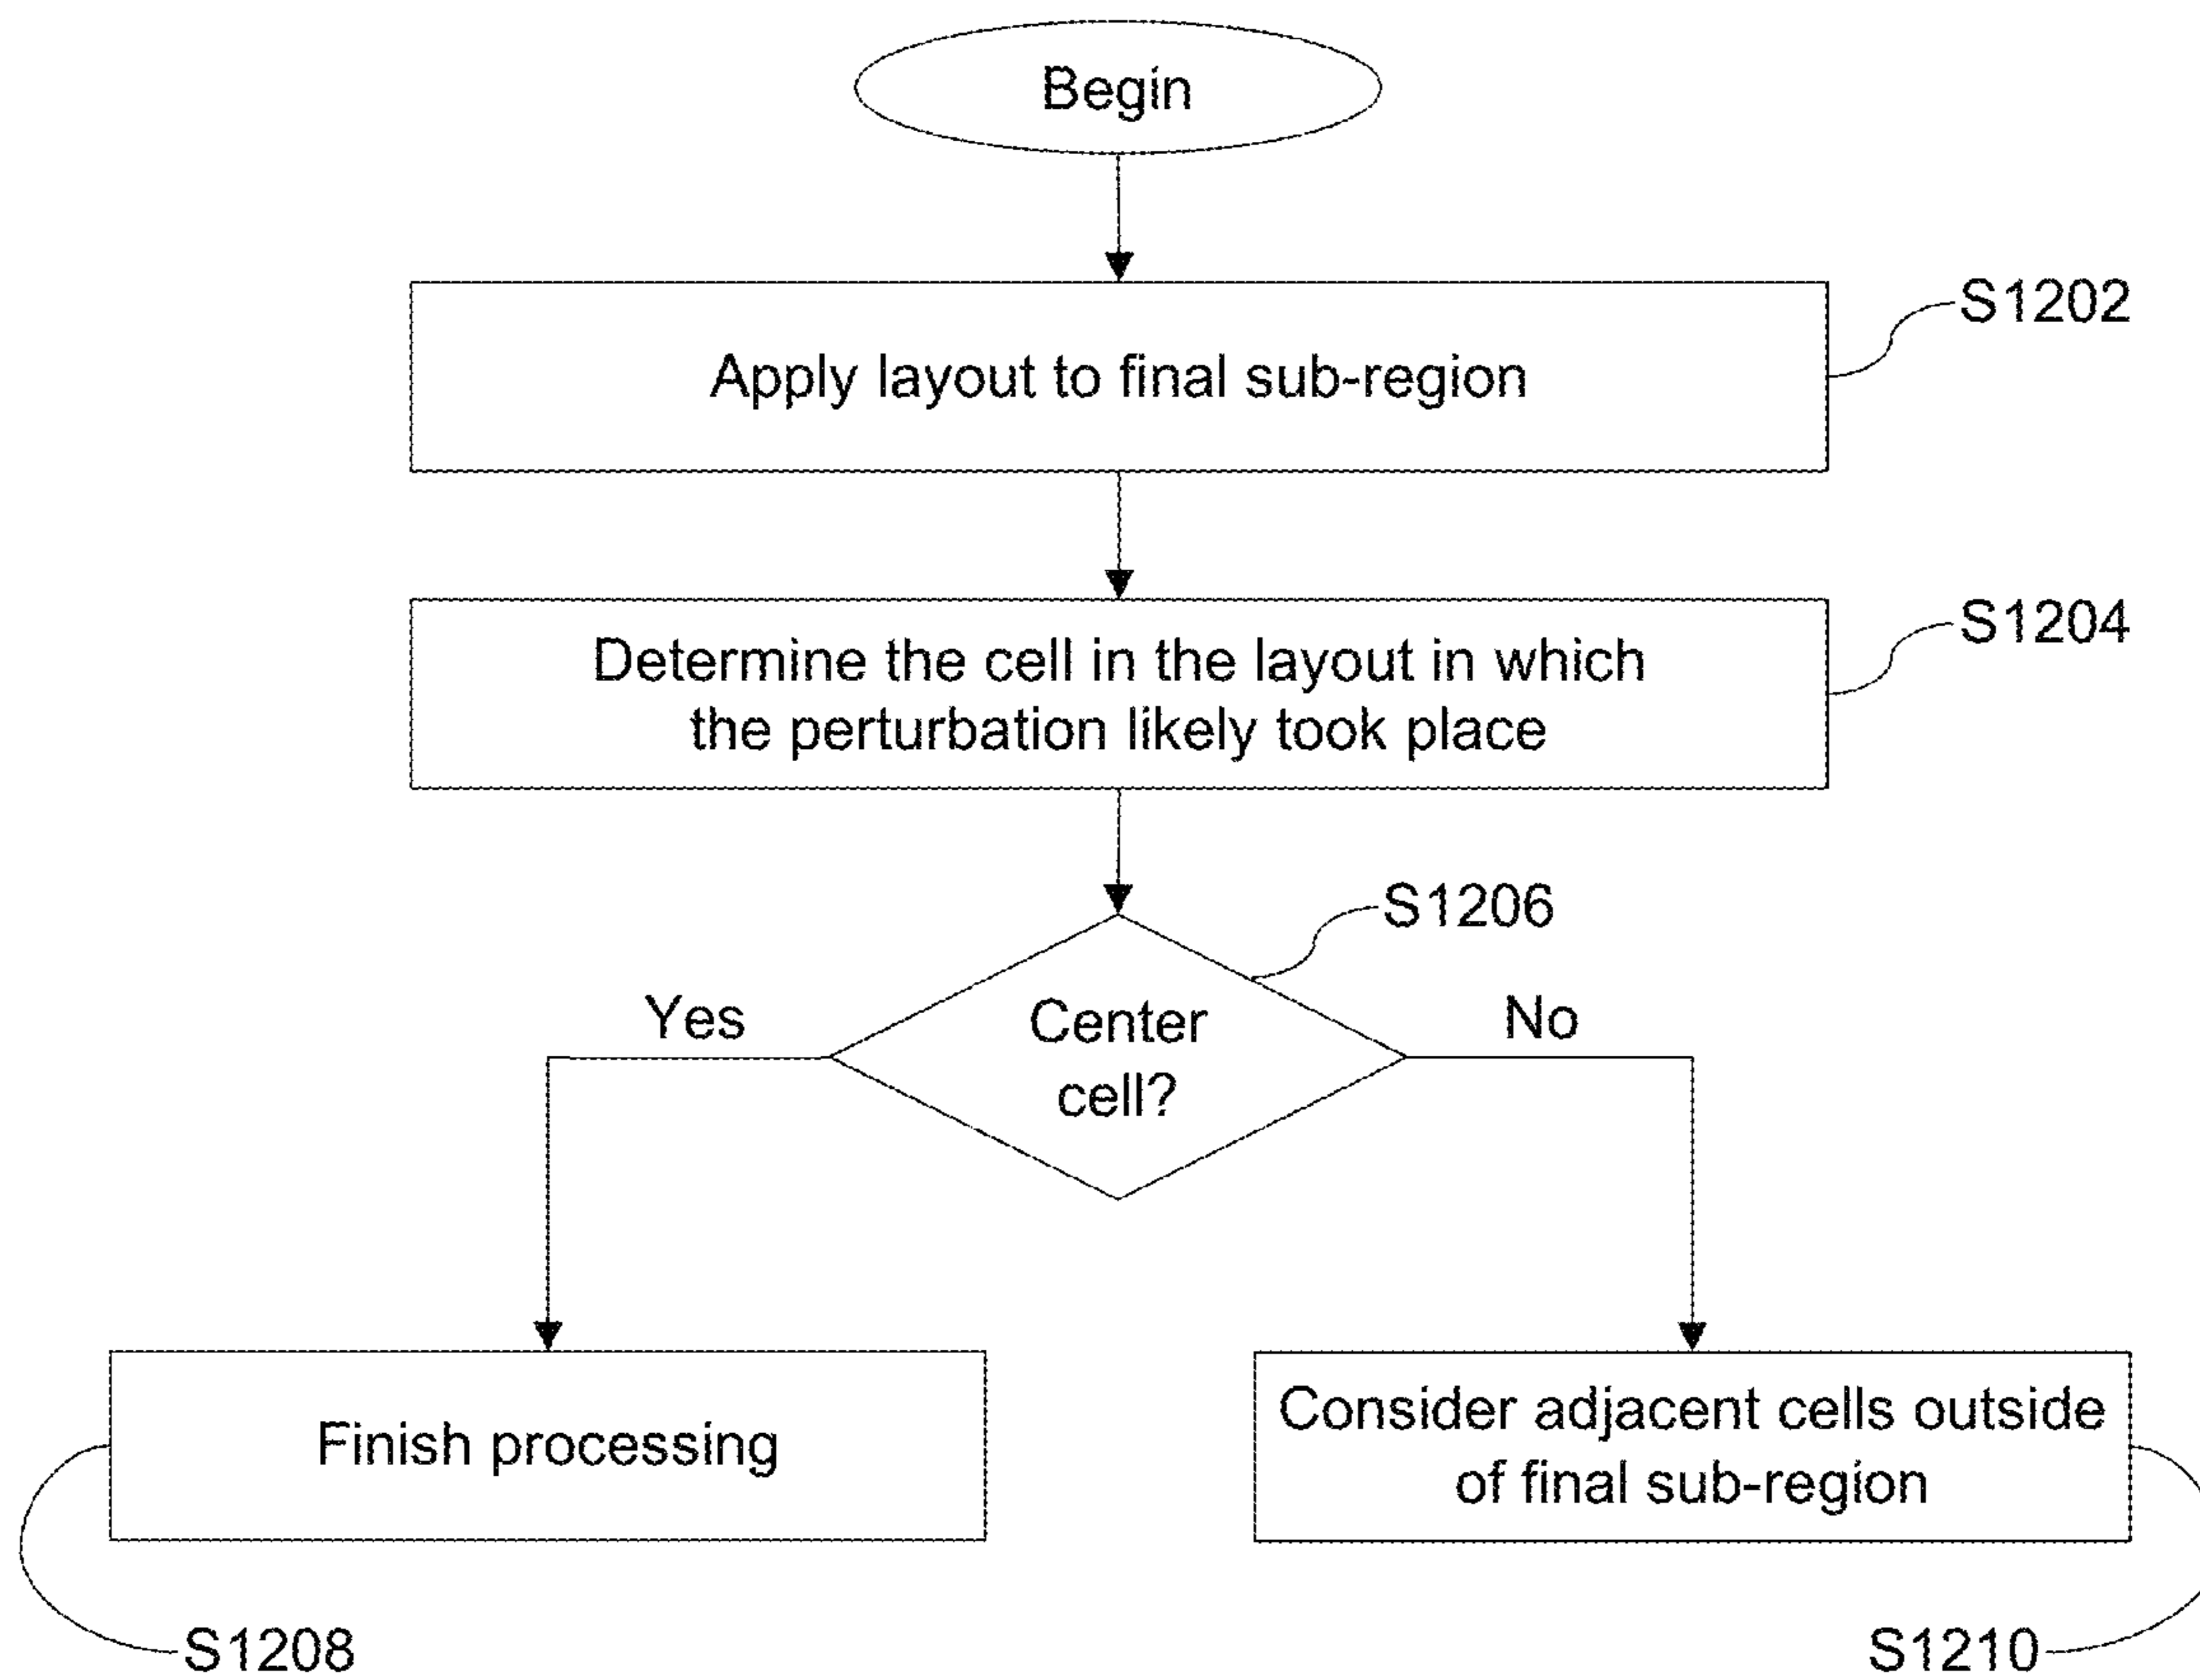 Begin
Apply layout to final sub-region
S1202
Determine the cell in the layout in which
the perturbation likely took place
S1204
S1206
Center
cell?
Yes
No
Finish processing
Consider adjacent cells outside
of final sub-region
S1208
S1210